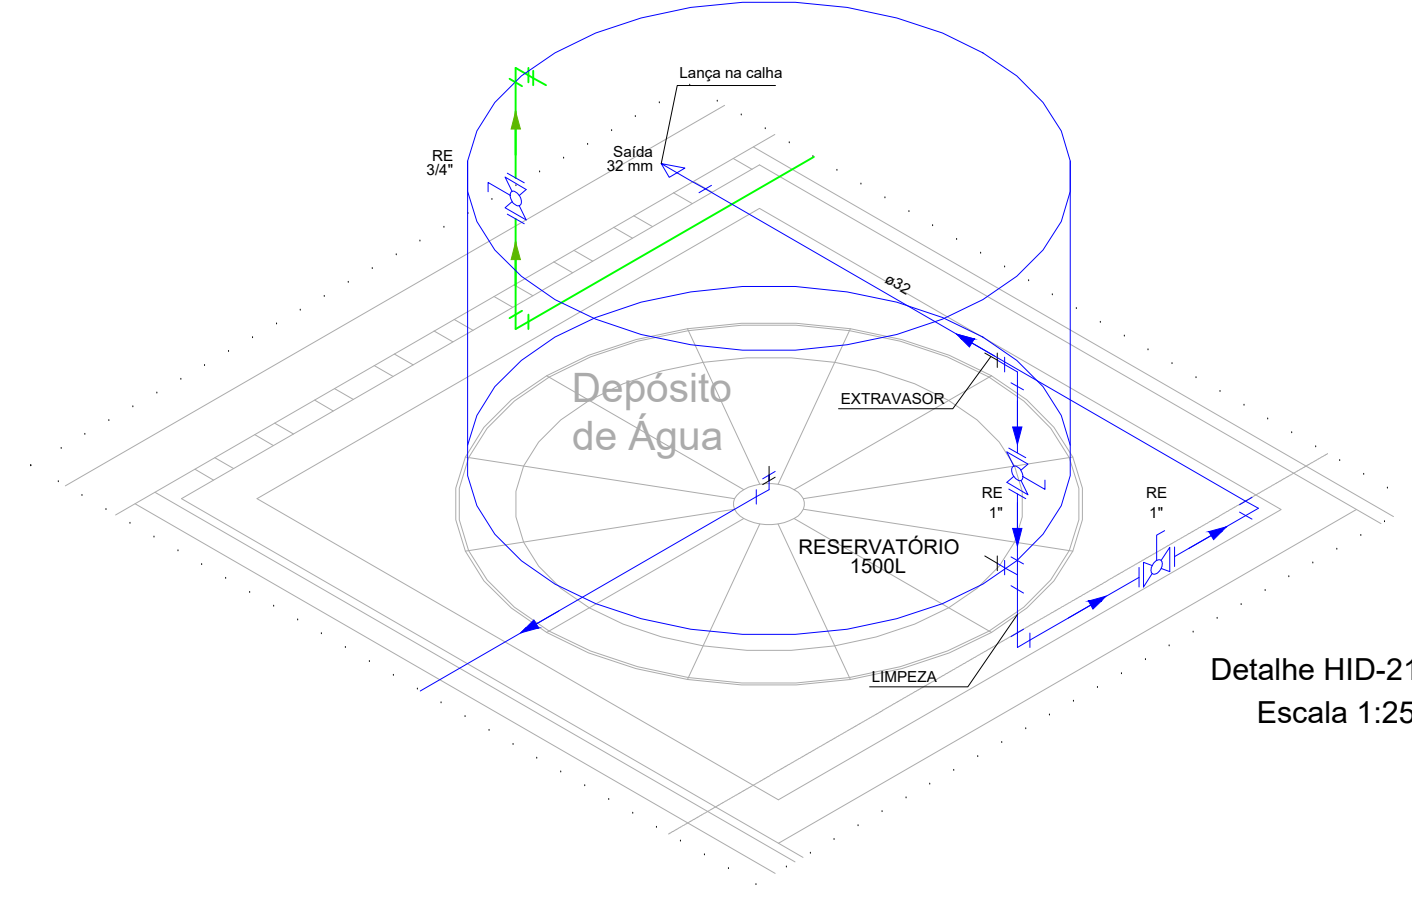 Lança na calha
RE
3/4"
Saída
32 mm
ø32
Depósito
de Água
EXTRAVASOR
RE
1"
RE
1"
RESERVATÓRIO
1500L
LIMPEZA
Detalhe HID-21
Escala 1:25